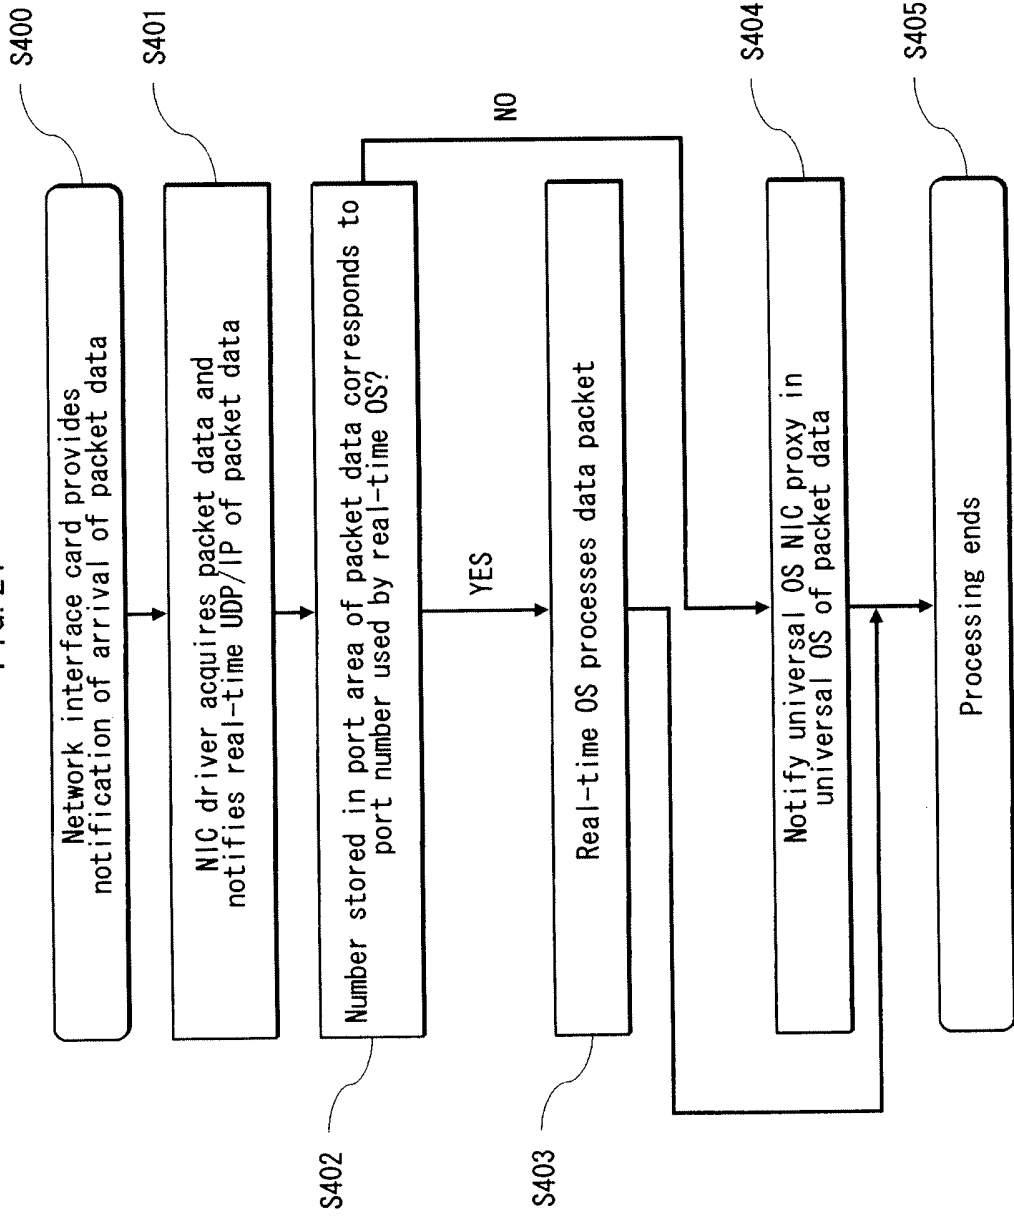 S400
Network interface card provides
notification of arrival of packet data
S401
NIC driver acquires packet data and
notifies real-time UDP/IP of packet data
S402
Number stored in port area of packet data corresponds to
port number used by real-time OS?
NO
YES
S403
Real-time OS processes data packet
S404
Notify universal OS NIC proxy in
universal OS of packet data
S405
Processing ends